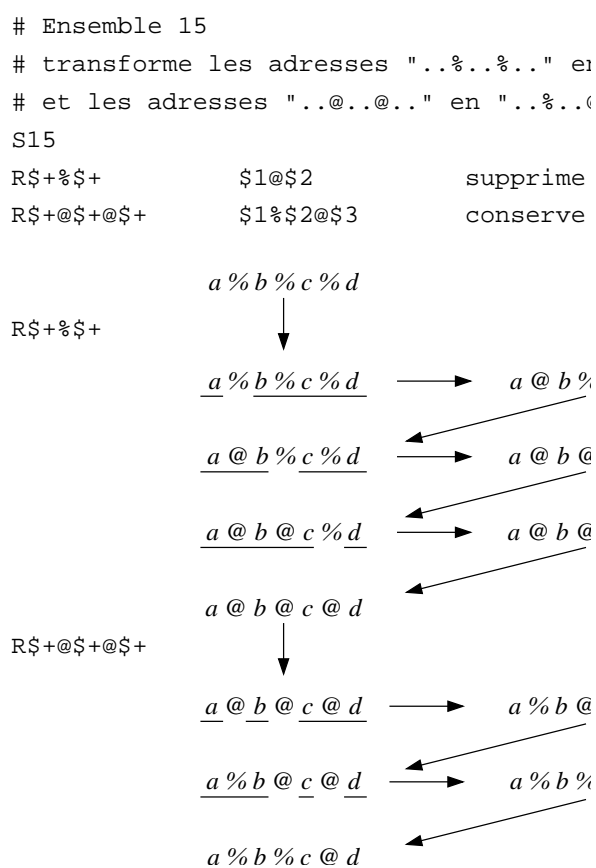 # Ensemble 15
# transforme les adresses "..%..%.." en
# et les adresses "..@..@.." en "..%..@
S15
R$+%$+ $1@$2 supprime
R$+@$+@$+ $1%$2@$3 conserve
a % b % c % d
R$+%$+
a % b % c % d a @ b %
a @ b % c % d a @ b @
a @ b @ c % d a @ b @
a @ b @ c @ d
R$+@$+@$+
a @ b @ c @ d a % b @
a % b @ c @ d a % b %
a % b % c @ d